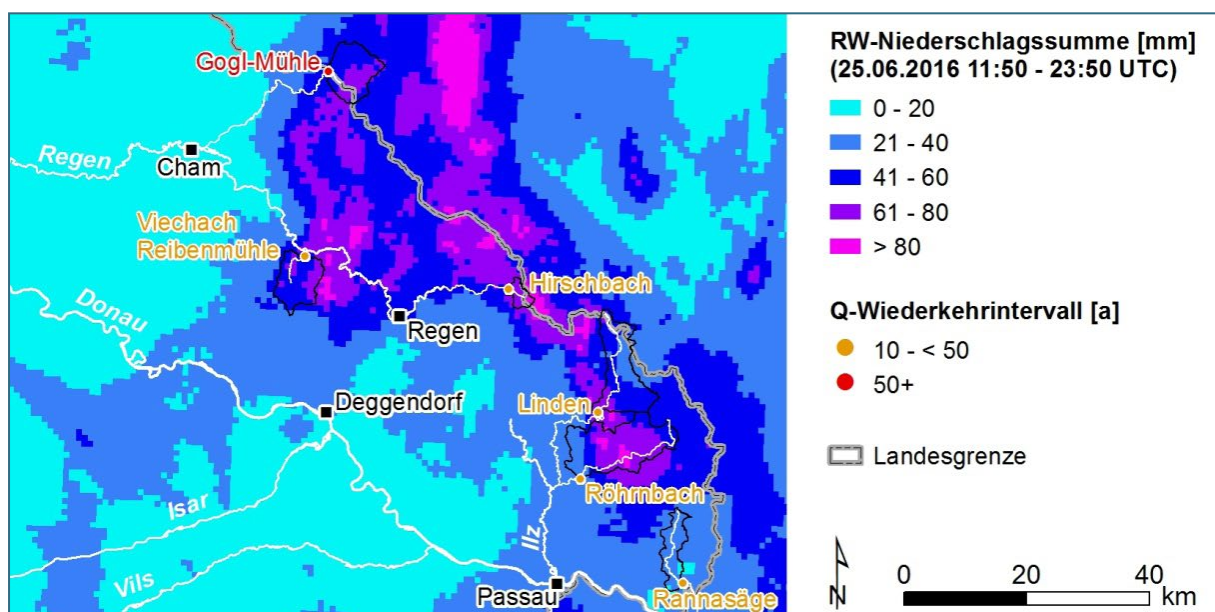 Gogl-Mühle
Regen
Cham
Viechach
Reibenmühle
Donau
Hirschbach
Regen
Deggendorf
Linden
Röhrnbach
Isar
Ilz
Vils
Passau
Rannasäge
RW-Niederschlagssumme [mm]
(25.06.2016 11:50 - 23:50 UTC)
0 - 20
21 - 40
41 - 60
61 - 80
> 80
Q-Wiederkehrintervall [a]
10 - < 50
50+
Landesgrenze
N
0 20 40
km